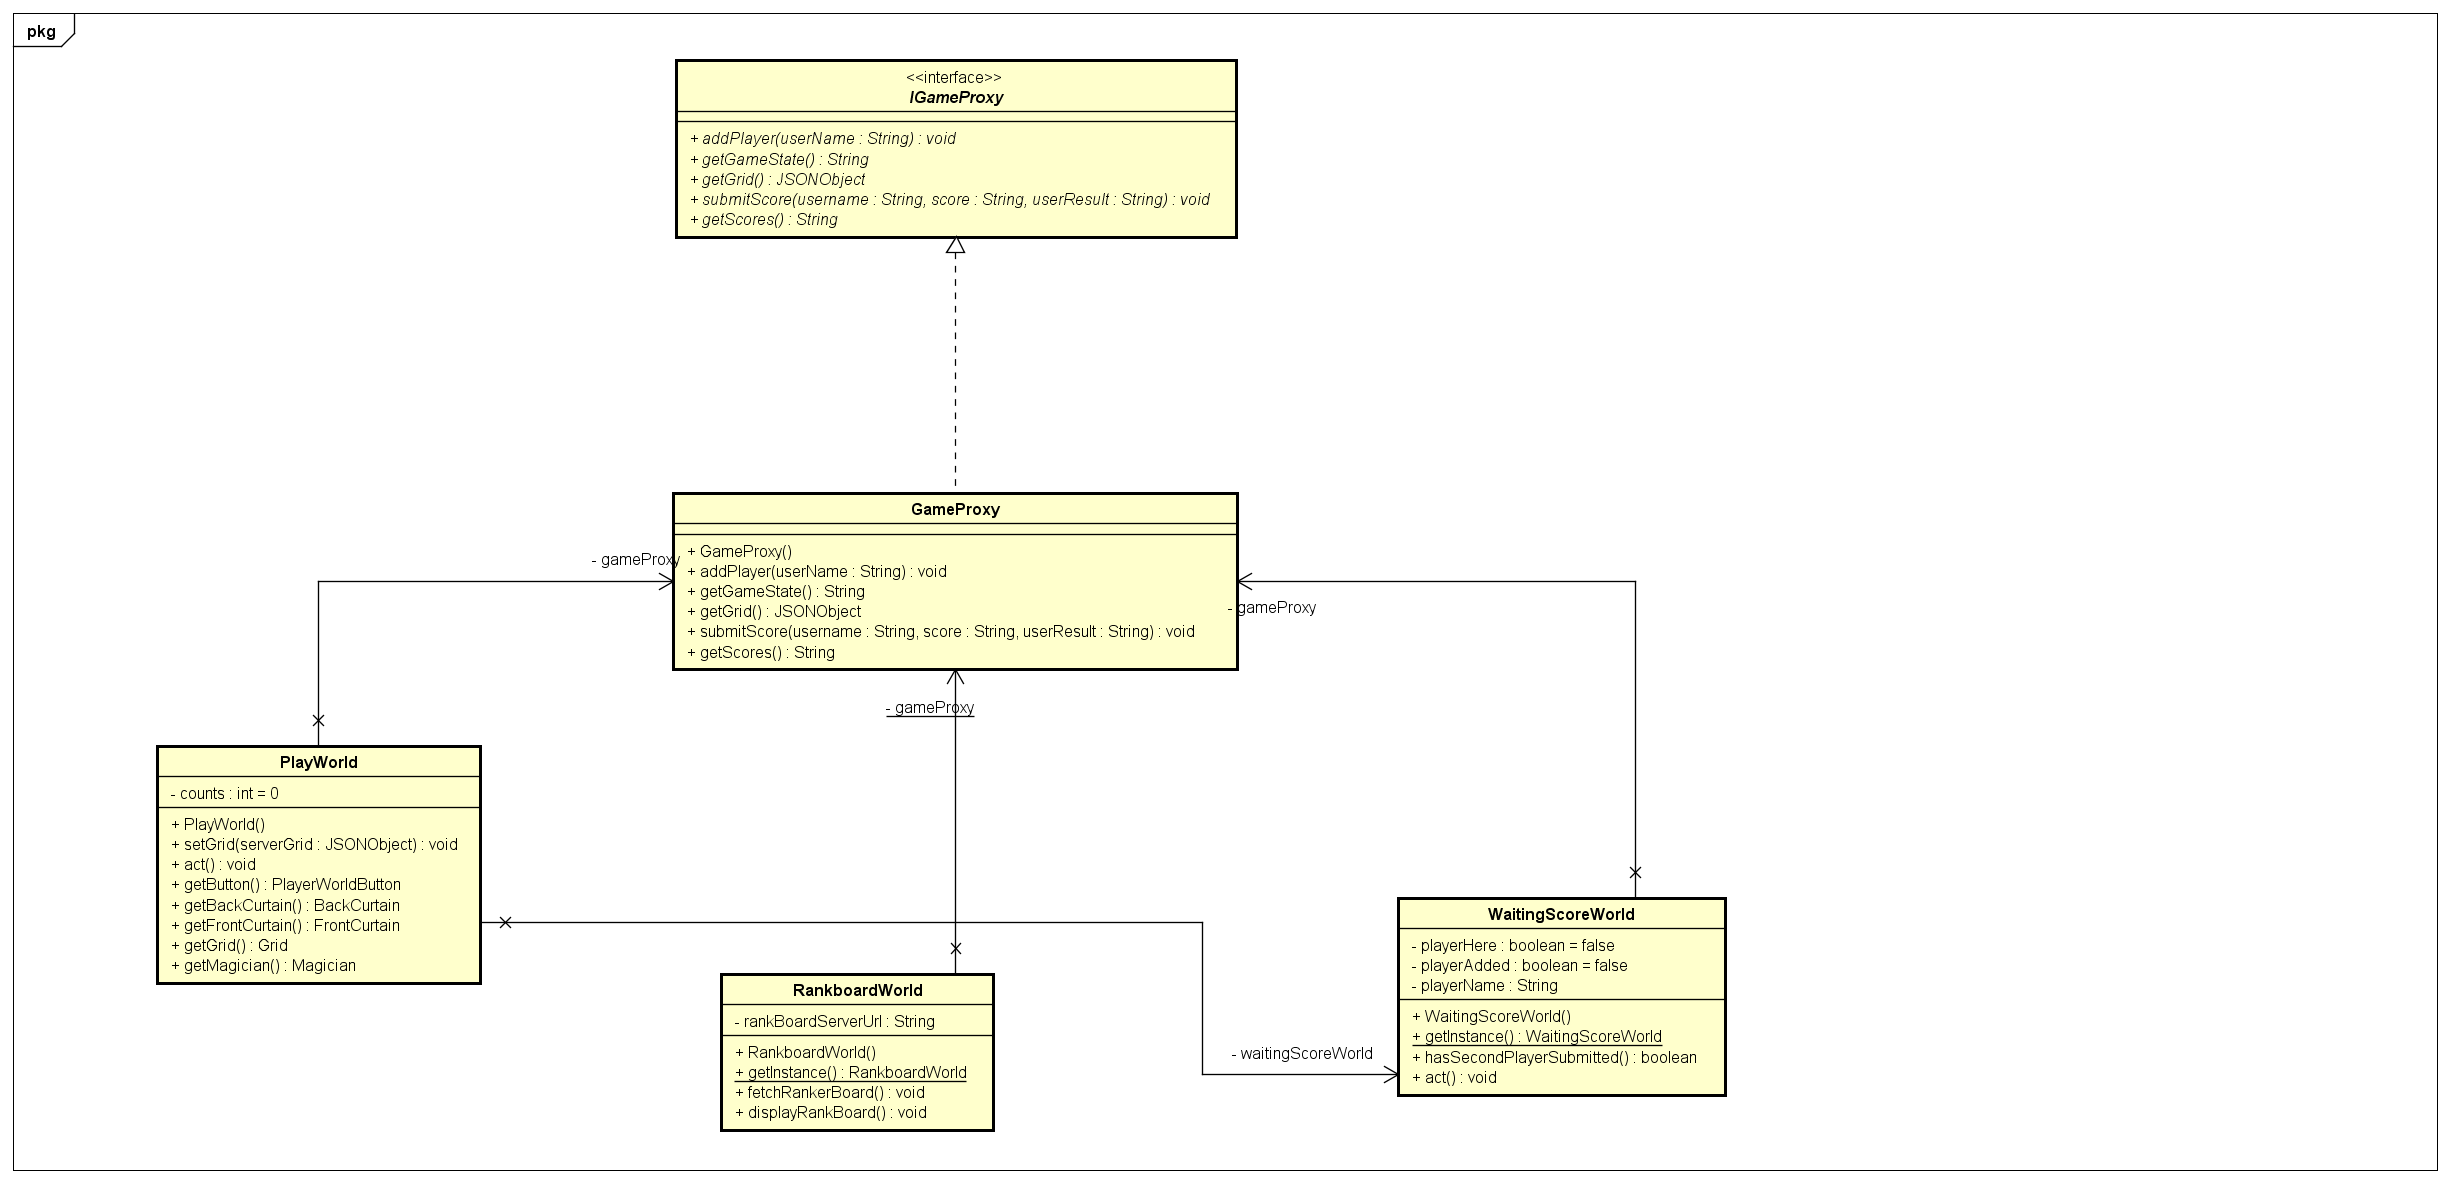 pkg
<<interface>>
IGameProxy
+ addPlayer(userName : String) : void
+ getGameState() : String
+ getGrid() : JSONObject
+ submitScore(username : String, score : String, userResult : String) : void
+ getScores() : String
GameProxy
+ GameProxy()
+ addPlayer(userName : String) : void
+ getGameState() : String
+ getGrid() : JSONObject
+ submitScore(username : String, score : String, userResult : String) : void
+ getScores() : String
- gameProxy
- gameProxy
- gameProxy
PlayWorld
- counts : int = 0
+ PlayWorld()
+ setGrid(serverGrid : JSONObject) : void
+ act() : void
+ getButton() : PlayerWorldButton
+ getBackCurtain() : BackCurtain
+ getFrontCurtain() : FrontCurtain
+ getGrid() : Grid
+ getMagician() : Magician
RankboardWorld
- rankBoardServerUrl : String
+ RankboardWorld()
+ getInstance() : RankboardWorld
+ fetchRankerBoard() : void
+ displayRankBoard() : void
- waitingScoreWorld
WaitingScoreWorld
- playerHere : boolean = false
- playerAdded : boolean = false
- playerName : String
+ WaitingScoreWorld()
+ getInstance() : WaitingScoreWorld
+ hasSecondPlayerSubmitted() : boolean
+ act() : void